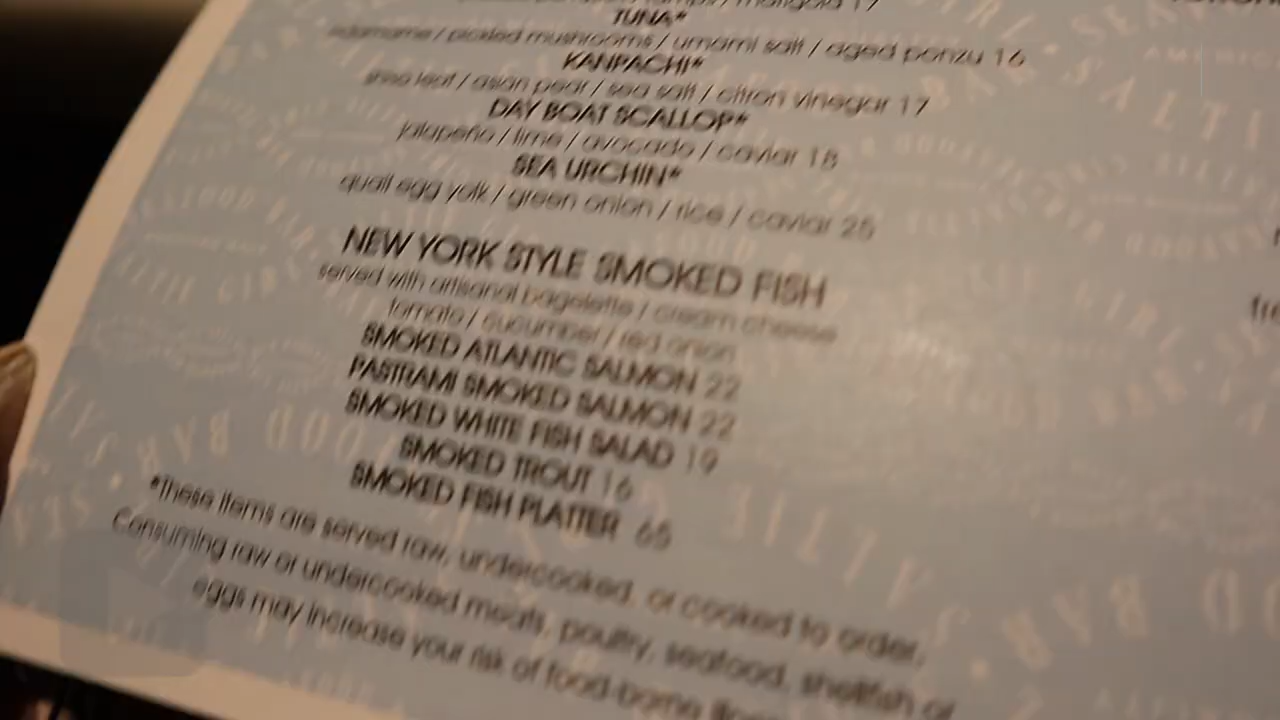 TUNA*
edamame / pickled mushrooms / umami salt / aged ponzu 16
KANPACHI*
shiso leaf / asian pear / sea salt / citron vinegar 17
DAY BOAT SCALLOP*
jalapeño / lime / avocado / caviar 18
SEA URCHIN*
quail egg yolk / green onion / rice / caviar 25
NEW YORK STYLE SMOKED FISH
served with artisanal bagelette / cream cheese
tomato / cucumber / red onion
SMOKED ATLANTIC SALMON 22
PASTRAMI SMOKED SALMON 22
SMOKED WHITE FISH SALAD 19
SMOKED TROUT 16
SMOKED FISH PLATTER 65
*These items are served raw, undercooked, or cooked to order.
Consuming raw or undercooked meats, poultry, seafood, shellfish or
eggs may increase your risk of food-borne